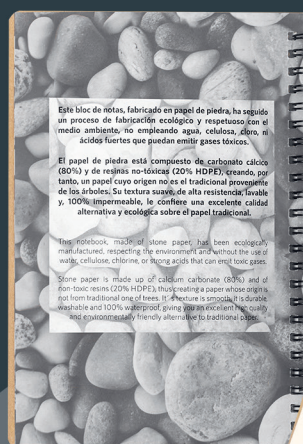 Este bloc de notas, fabricado en papel de piedra, ha seguido
un proceso de fabricación ecológico y respetuoso con el
medio ambiente, no empleando agua, celulosa, cloro, ni
ácidos fuertes que puedan emitir gases tóxicos.
El papel de piedra está compuesto de carbonato cálcico
(80%) y de resinas no-tóxicas (20% HDPE), creando, por
tanto, un papel cuyo origen no es el tradicional proveniente
de los árboles. Su textura suave, de alta resistencia, lavable
y, 100% impermeable, le confiere una excelente calidad
alternativa y ecológica sobre el papel tradicional.
This notebook, made of stone paper, has been ecologically
manufactured, respecting the environment and without the use of
water, cellulose, chlorine, or strong acids that can emit toxic gases.
Stone paper is made up of calcium carbonate (80%) and of
non-toxic resins (20% HDPE), thus creating a paper whose origin is
not from traditional one of trees. It´s texture is smooth, it is durable,
washable and 100% waterproof, giving you an excellent high quality
and environmentally friendly alternative to traditional paper.